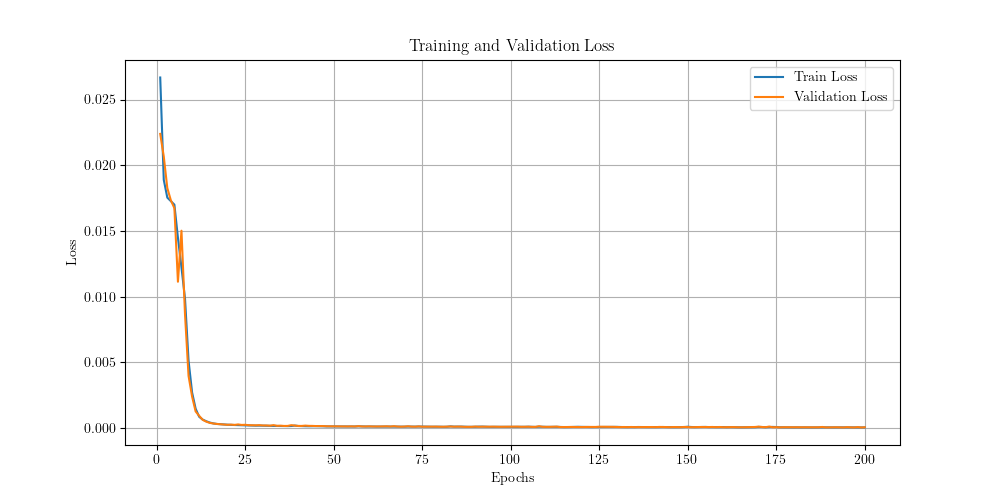 Training and Validation Loss
Train Loss
Validation Loss
0.025
0.020
0.015
0.010
0.005
0.000
Loss
0 25 50 75 100 125 150 175 200
Epochs